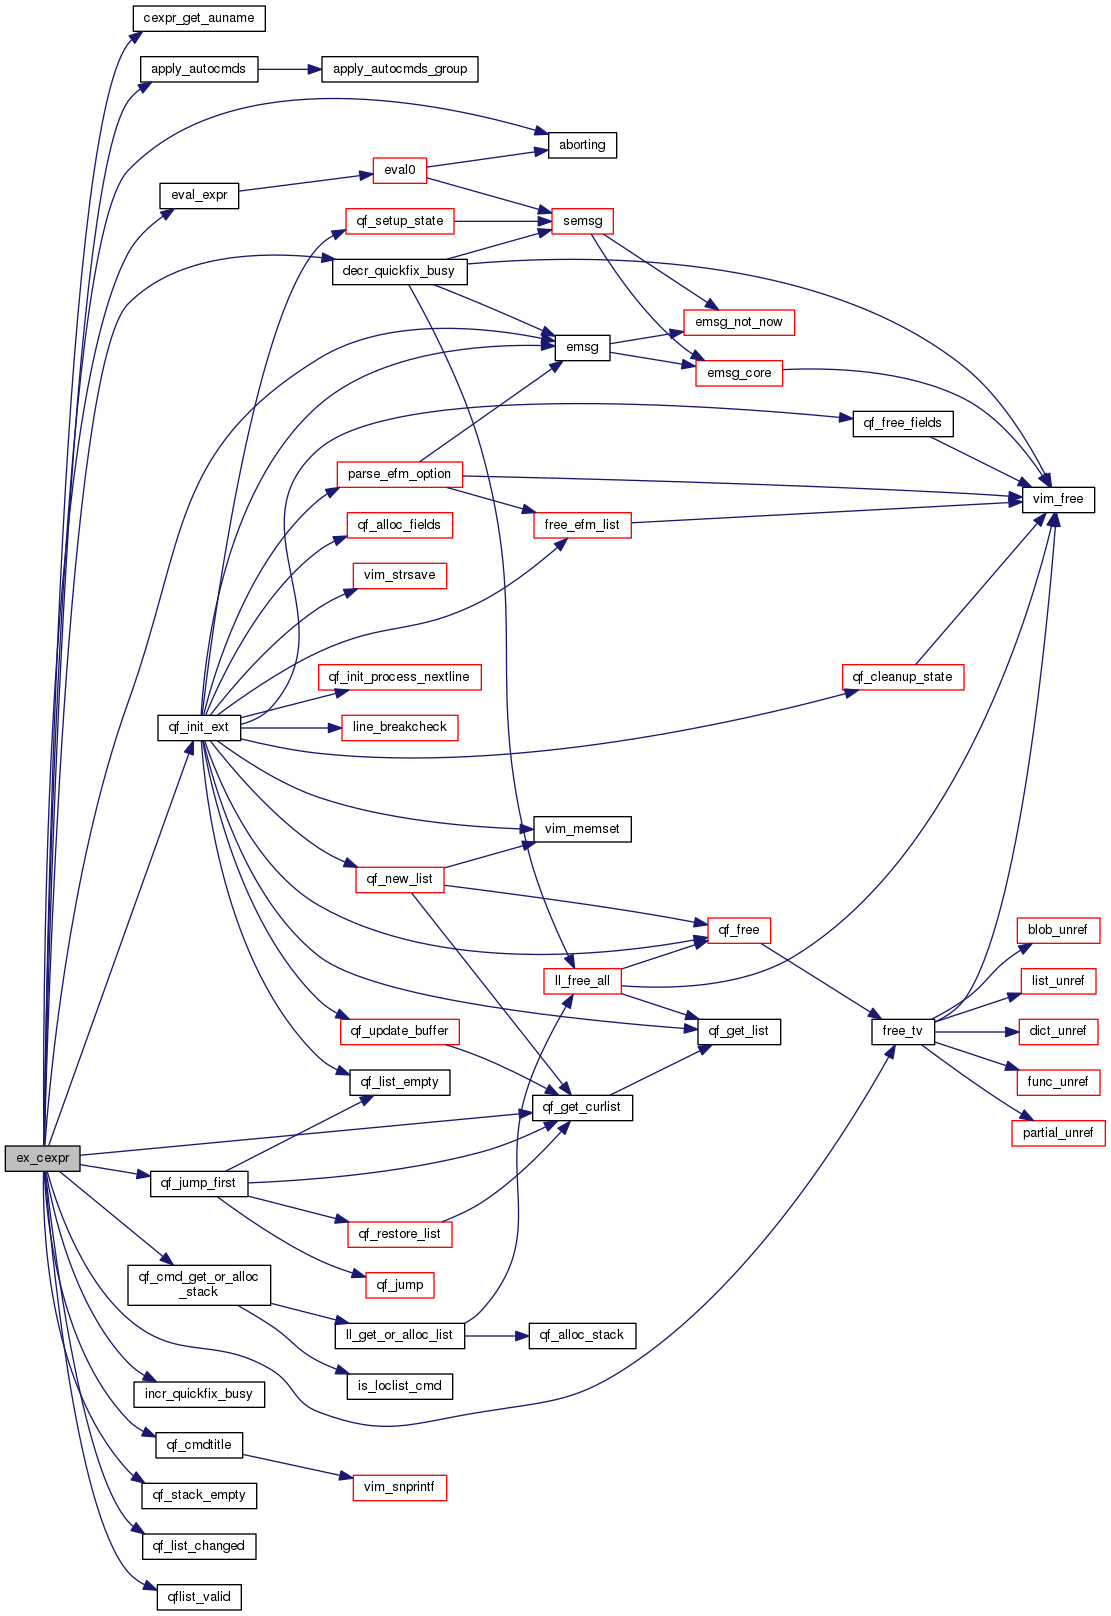 cexpr_get_auname
apply_autocmds
apply_autocmds_group
aborting
eval0
eval_expr
qf_setup_state
semsg
decr_quickfix_busy
emsg_not_now
emsg
emsg_core
qf_free_fields
parse_efm_option
vim_free
qf_alloc_fields
free_efm_list
vim_strsave
qf_init_process_nextline
qf_cleanup_state
qf_init_ext
line_breakcheck
vim_memset
qf_new_list
qf_free
blob_unref
ll_free_all
list_unref
qf_update_buffer
qf_get_list
free_tv
dict_unref
qf_list_empty
func_unref
qf_get_curlist
partial_unref
ex_cexpr
qf_jump_first
qf_restore_list
qf_cmd_get_or_alloc
_stack
qf_jump
ll_get_or_alloc_list
qf_alloc_stack
is_loclist_cmd
incr_quickfix_busy
qf_cmdtitle
vim_snprintf
qf_stack_empty
qf_list_changed
qflist_valid